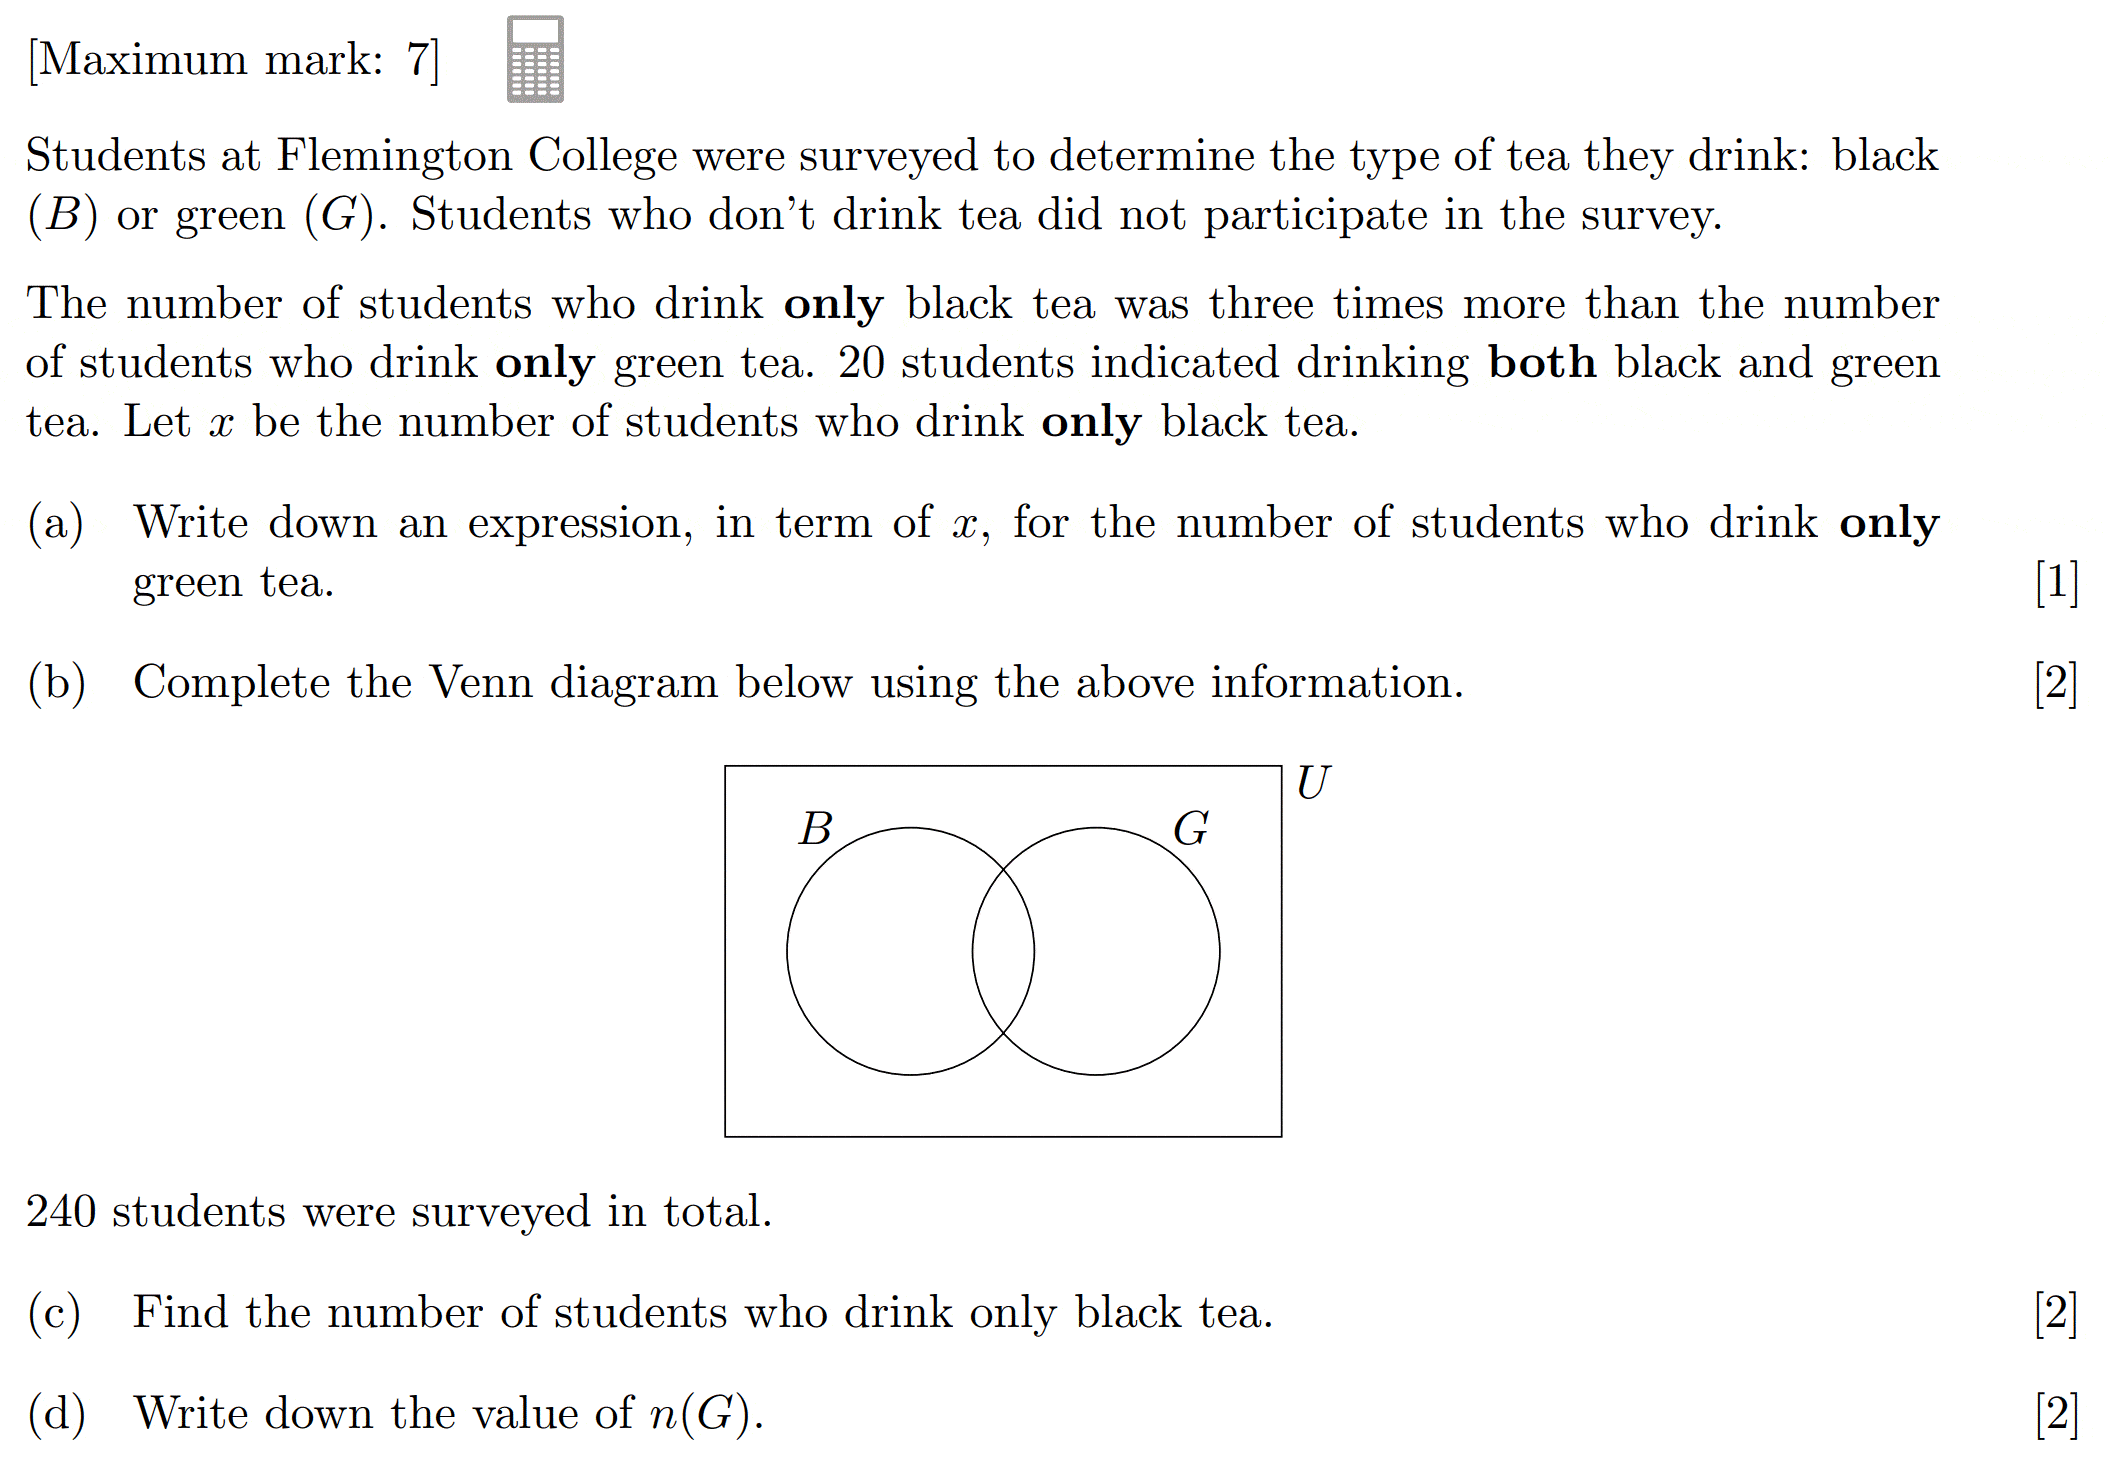 [Maximum mark: 7]
Students at Flemington College were surveyed to determine the type of tea they drink: black
(B) or green (G). Students who don't drink tea did not participate in the survey.
The number of students who drink only black tea was three times more than the number
of students who drink only green tea. 20 students indicated drinking both black and green
tea. Let x be the number of students who drink only black tea.
(a) Write down an expression, in term of x, for the number of students who drink only
green tea. [1]
(b) Complete the Venn diagram below using the above information. [2]
U
B G
240 students were surveyed in total.
(c) Find the number of students who drink only black tea. [2]
(d) Write down the value of n(G). [2]